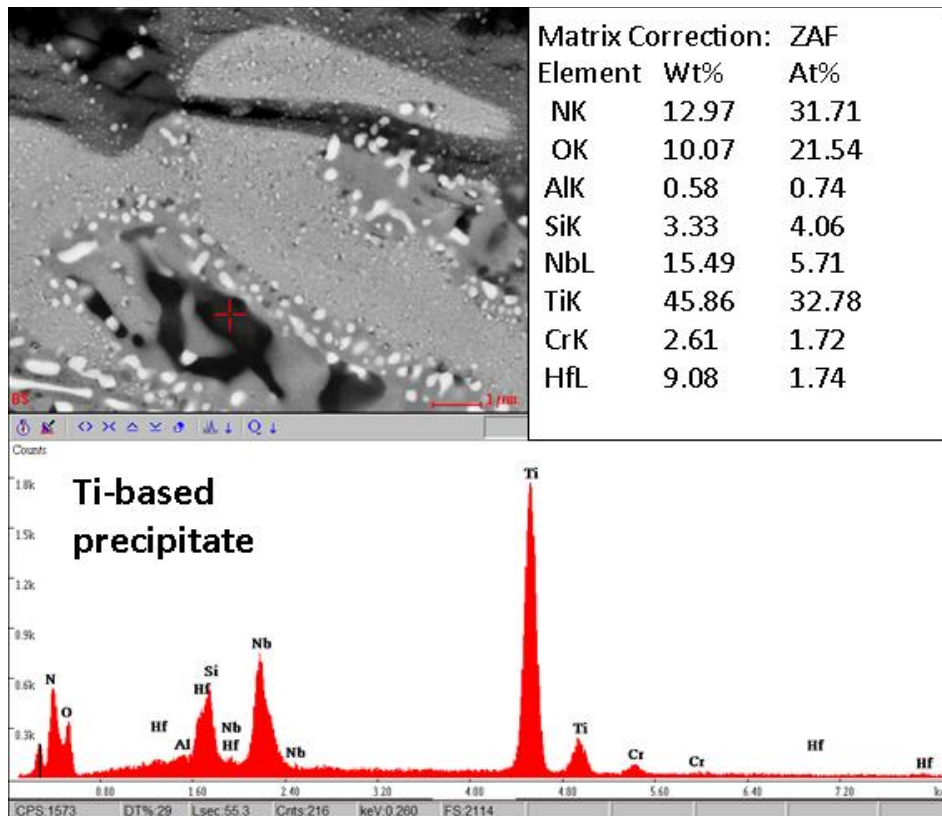 Matrix Correction: ZAF
Element Wt% At%
NK 12.97 31.71
OK 10.07 21.54
AlK 0.58 0.74
SiK 3.33 4.06
NbL 15.49 5.71
TiK 45.86 32.78
CrK 2.61 1.72
HfL 9.08 1.74
BS 1 µm
Q
Counts
Ti-based
precipitate
1.8k
1.5k
1.2k
0.9k
0.6k
0.3k
Ti
Nb
N
Si
Hf
O
Hf
Al
Nb
Hf
Nb
Ti
Cr
Cr
Hf
Hf
0.80 1.60 2.40 3.20 4.00 4.80 5.60 6.40 7.20
CPS:1573 DT%:29 Lsec 55.3 Cnts:216 keV:0.260 FS:2114